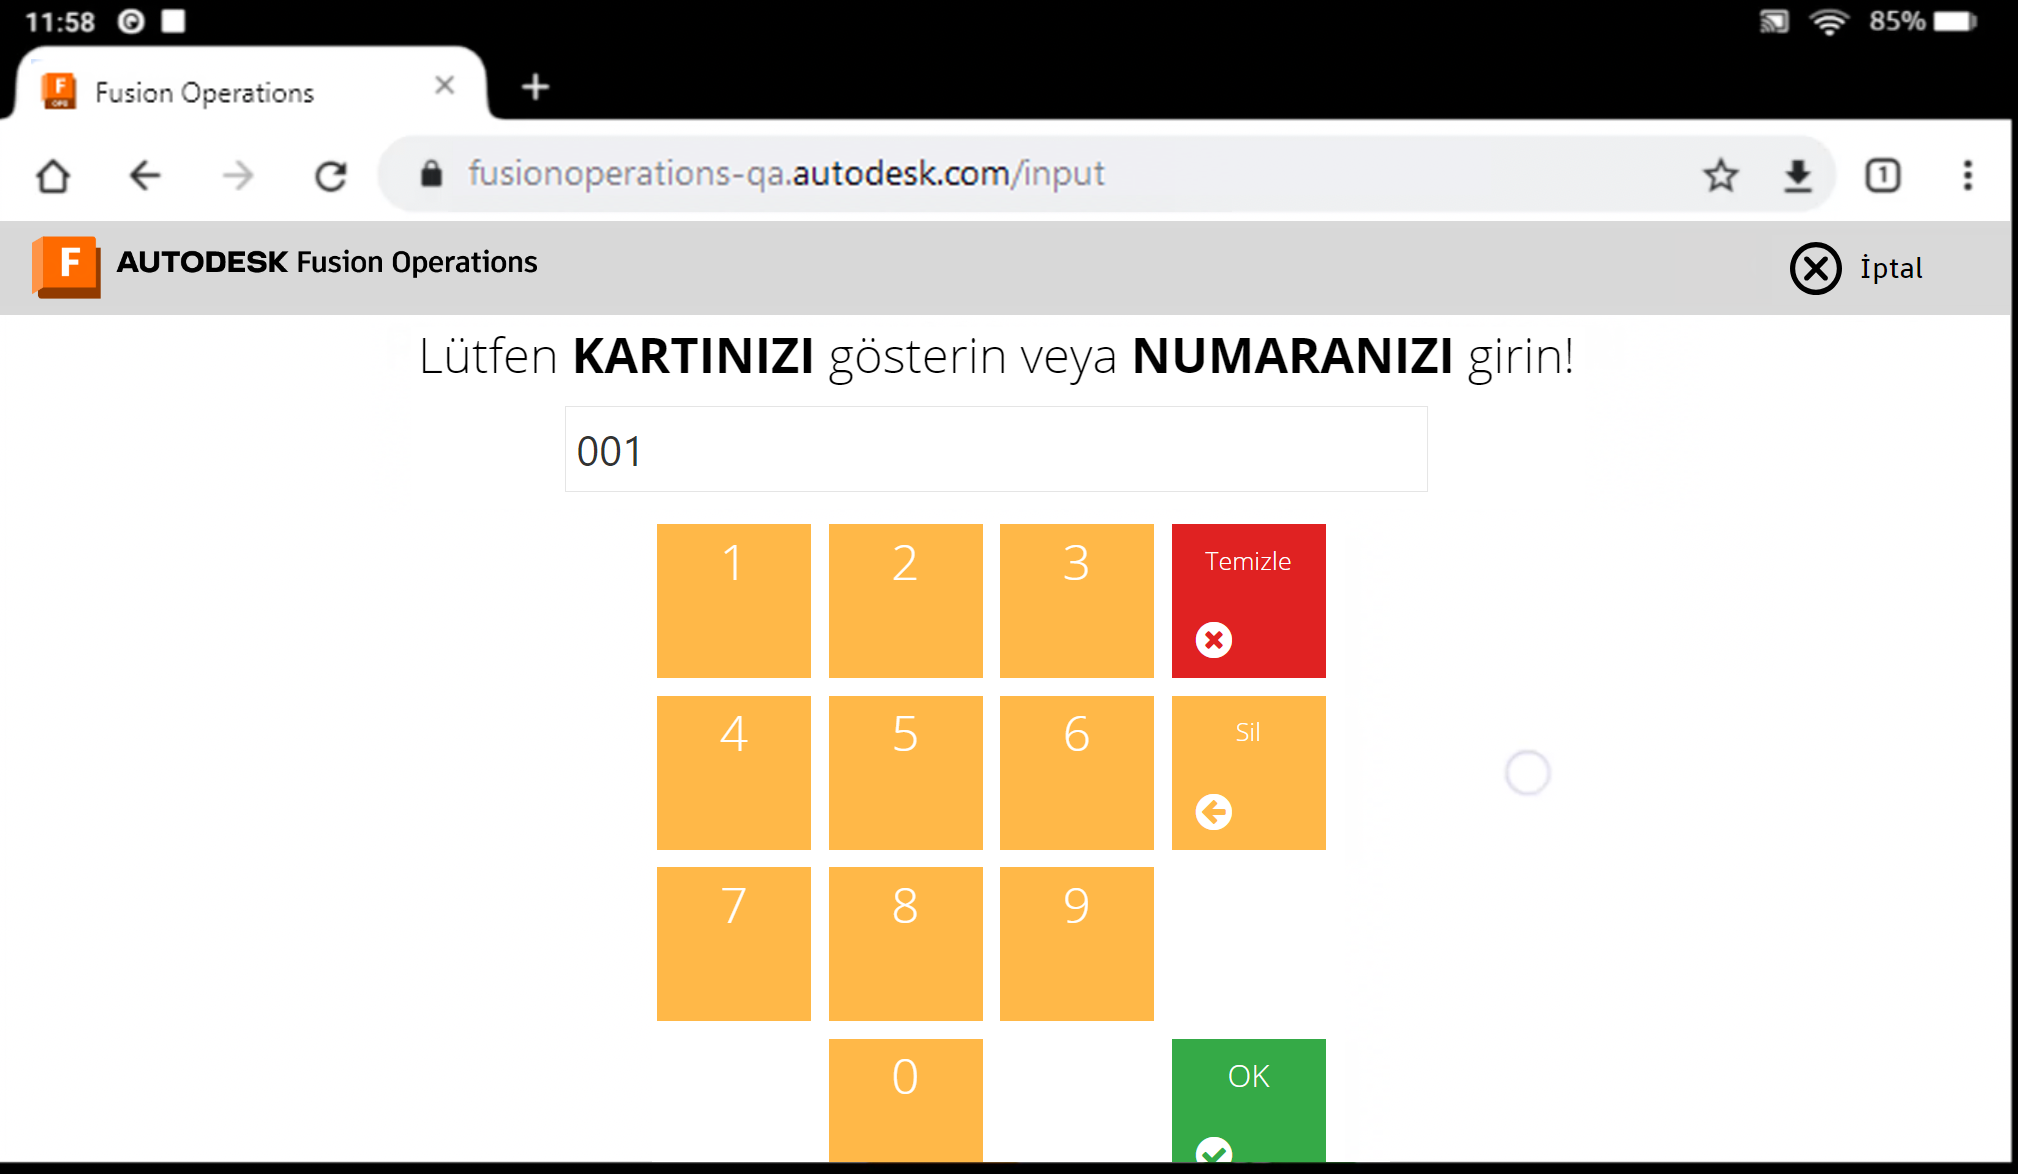 11:58
85%
Fusion Operations
fusionoperations-qa.autodesk.com/input
1
F AUTODESK Fusion Operations
İptal
Lütfen KARTINIZI gösterin veya NUMARANIZI girin!
001
1 2 3 Temizle
4 5 6 Sil
7 8 9
0 OK